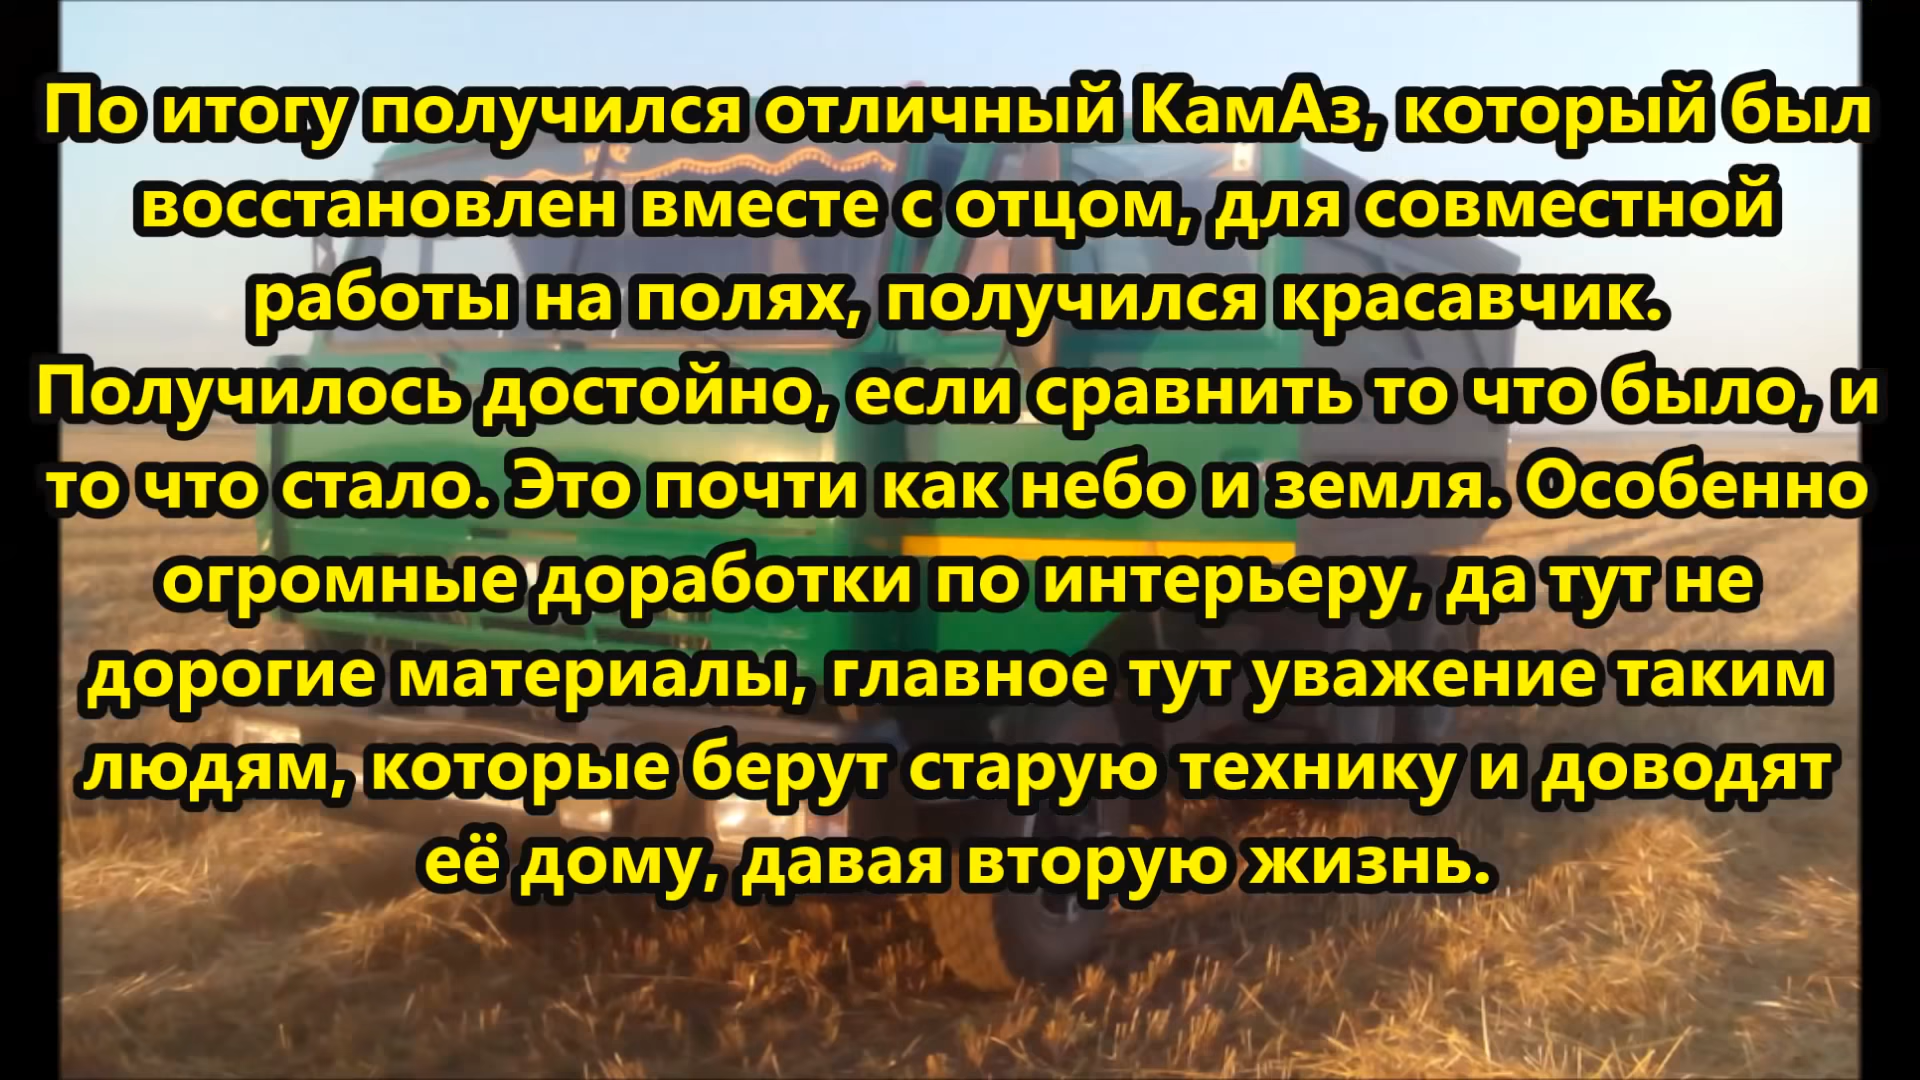 По итогу получился отличный КамАз, который был
восстановлен вместе с отцом, для совместной
работы на полях, получился красавчик.
Получилось достойно, если сравнить то что было, и
то что стало. Это почти как небо и земля. Особенно
огромные доработки по интерьеру, да тут не
дорогие материалы, главное тут уважение таким
людям, которые берут старую технику и доводят
её дому, давая вторую жизнь.